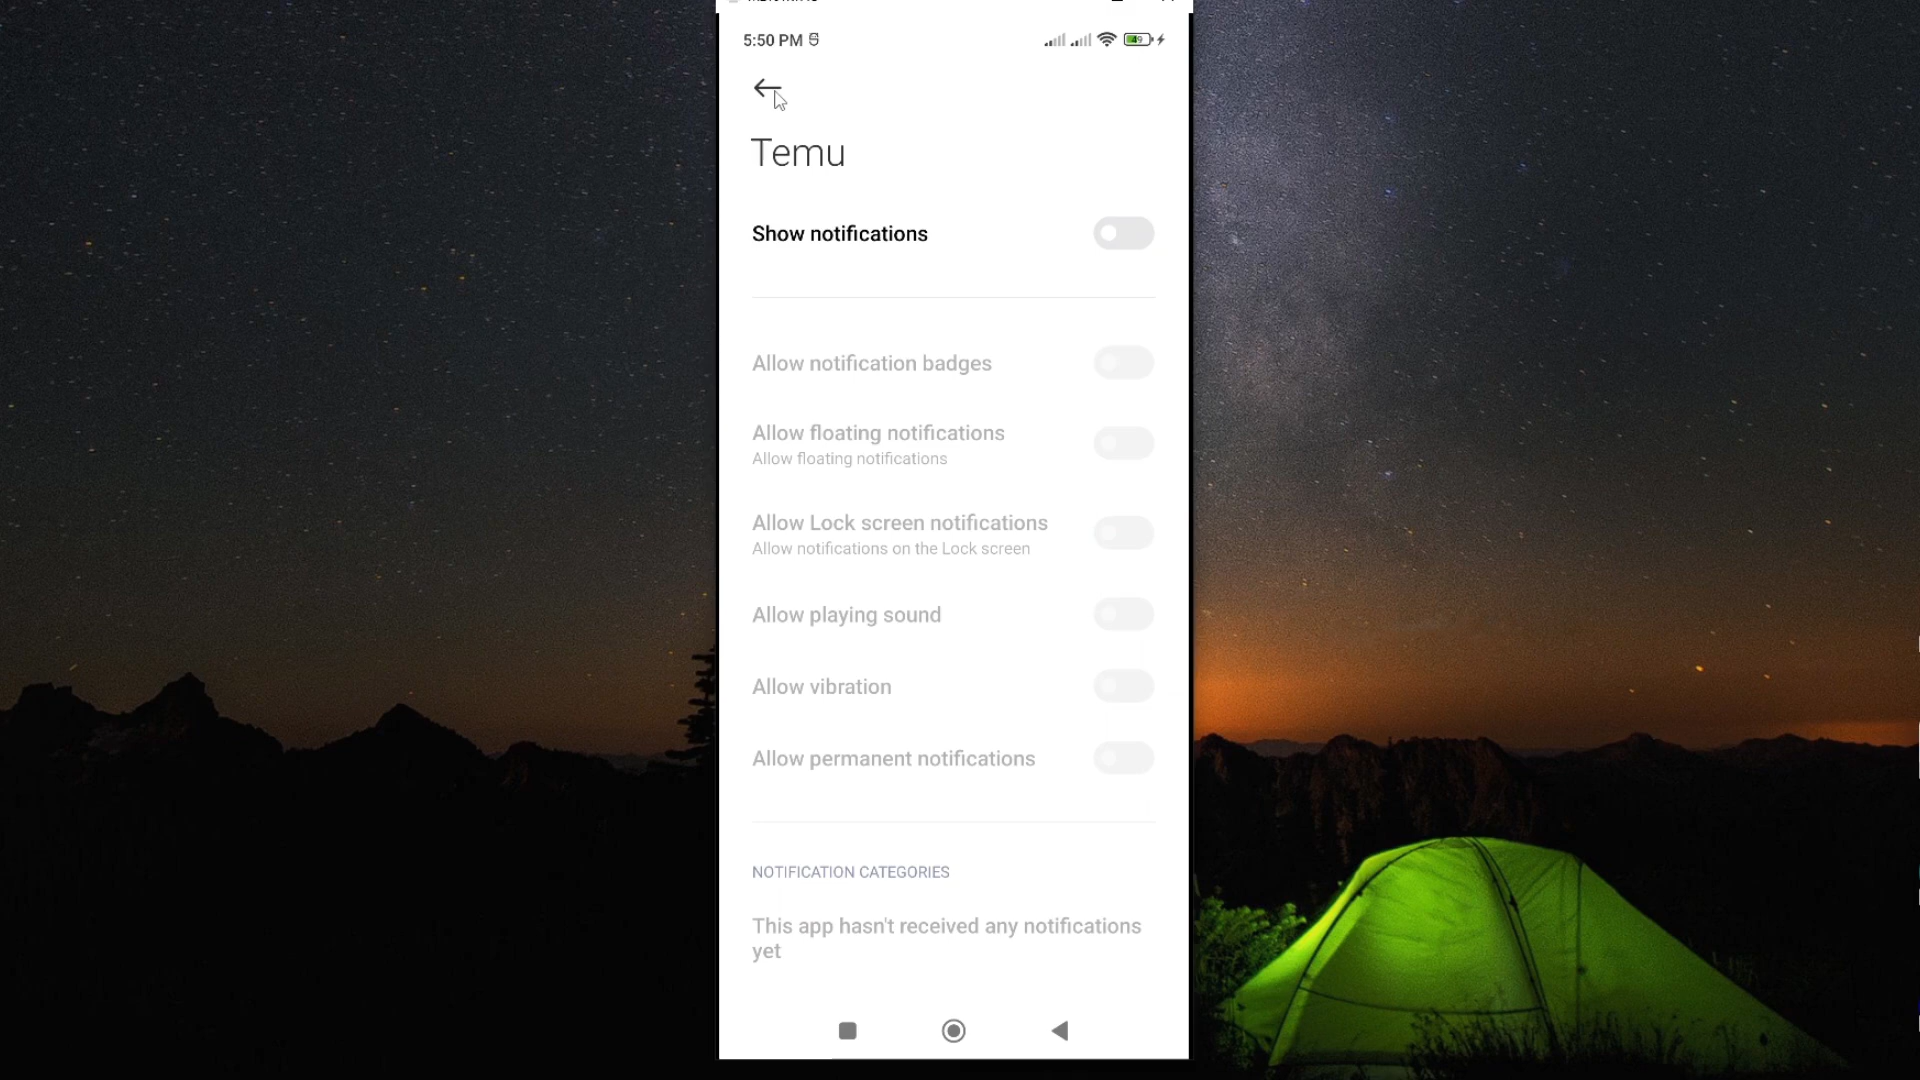 5:50 PM
49
Temu
Show notifications
Allow notification badges
Allow floating notifications
Allow floating notifications
Allow Lock screen notifications
Allow notifications on the Lock screen
Allow playing sound
Allow vibration
Allow permanent notifications
NOTIFICATION CATEGORIES
This app hasn't received any notifications
yet